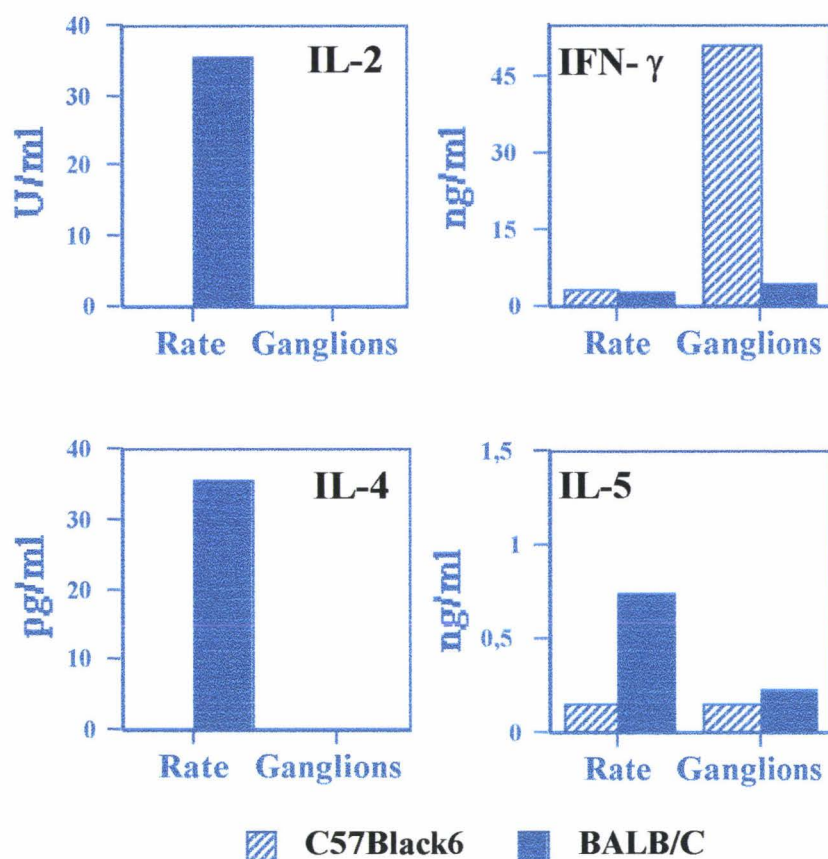 IL-2
U/ml
40
30
20
10
0
Rate Ganglions
IFN- γ
ng/ml
45
30
15
0
Rate Ganglions
IL-4
pg/ml
40
30
20
10
0
Rate Ganglions
IL-5
ng/ml
1,5
1
0,5
0
Rate Ganglions
C57Black6 BALB/C